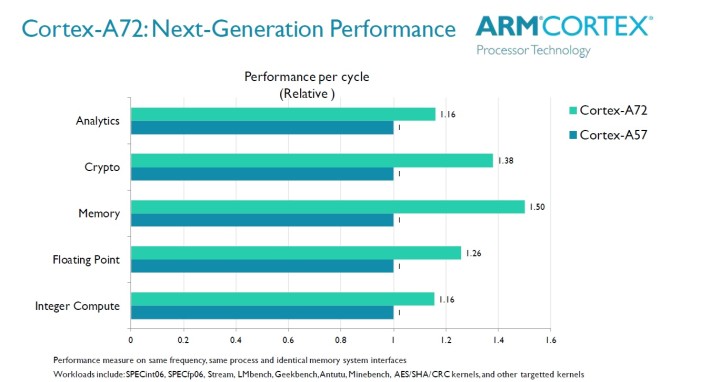 Cortex-A72: Next-Generation Performance
ARM®CORTEX®
Processor Technology
Performance per cycle
(Relative )
Cortex-A72
Cortex-A57
Analytics
1.16
1
Crypto
1.38
1
Memory
1.50
1
Floating Point
1.26
1
Integer Compute
1.16
1
0 0.2 0.4 0.6 0.8 1 1.2 1.4 1.6
Performance measure on same frequency, same process and identical memory system interfaces
Workloads include: SPECint06, SPECfp06, Stream, LMbench, Geekbench, Antutu, Minebench, AES/SHA/CRC kernels, and other targetted kernels